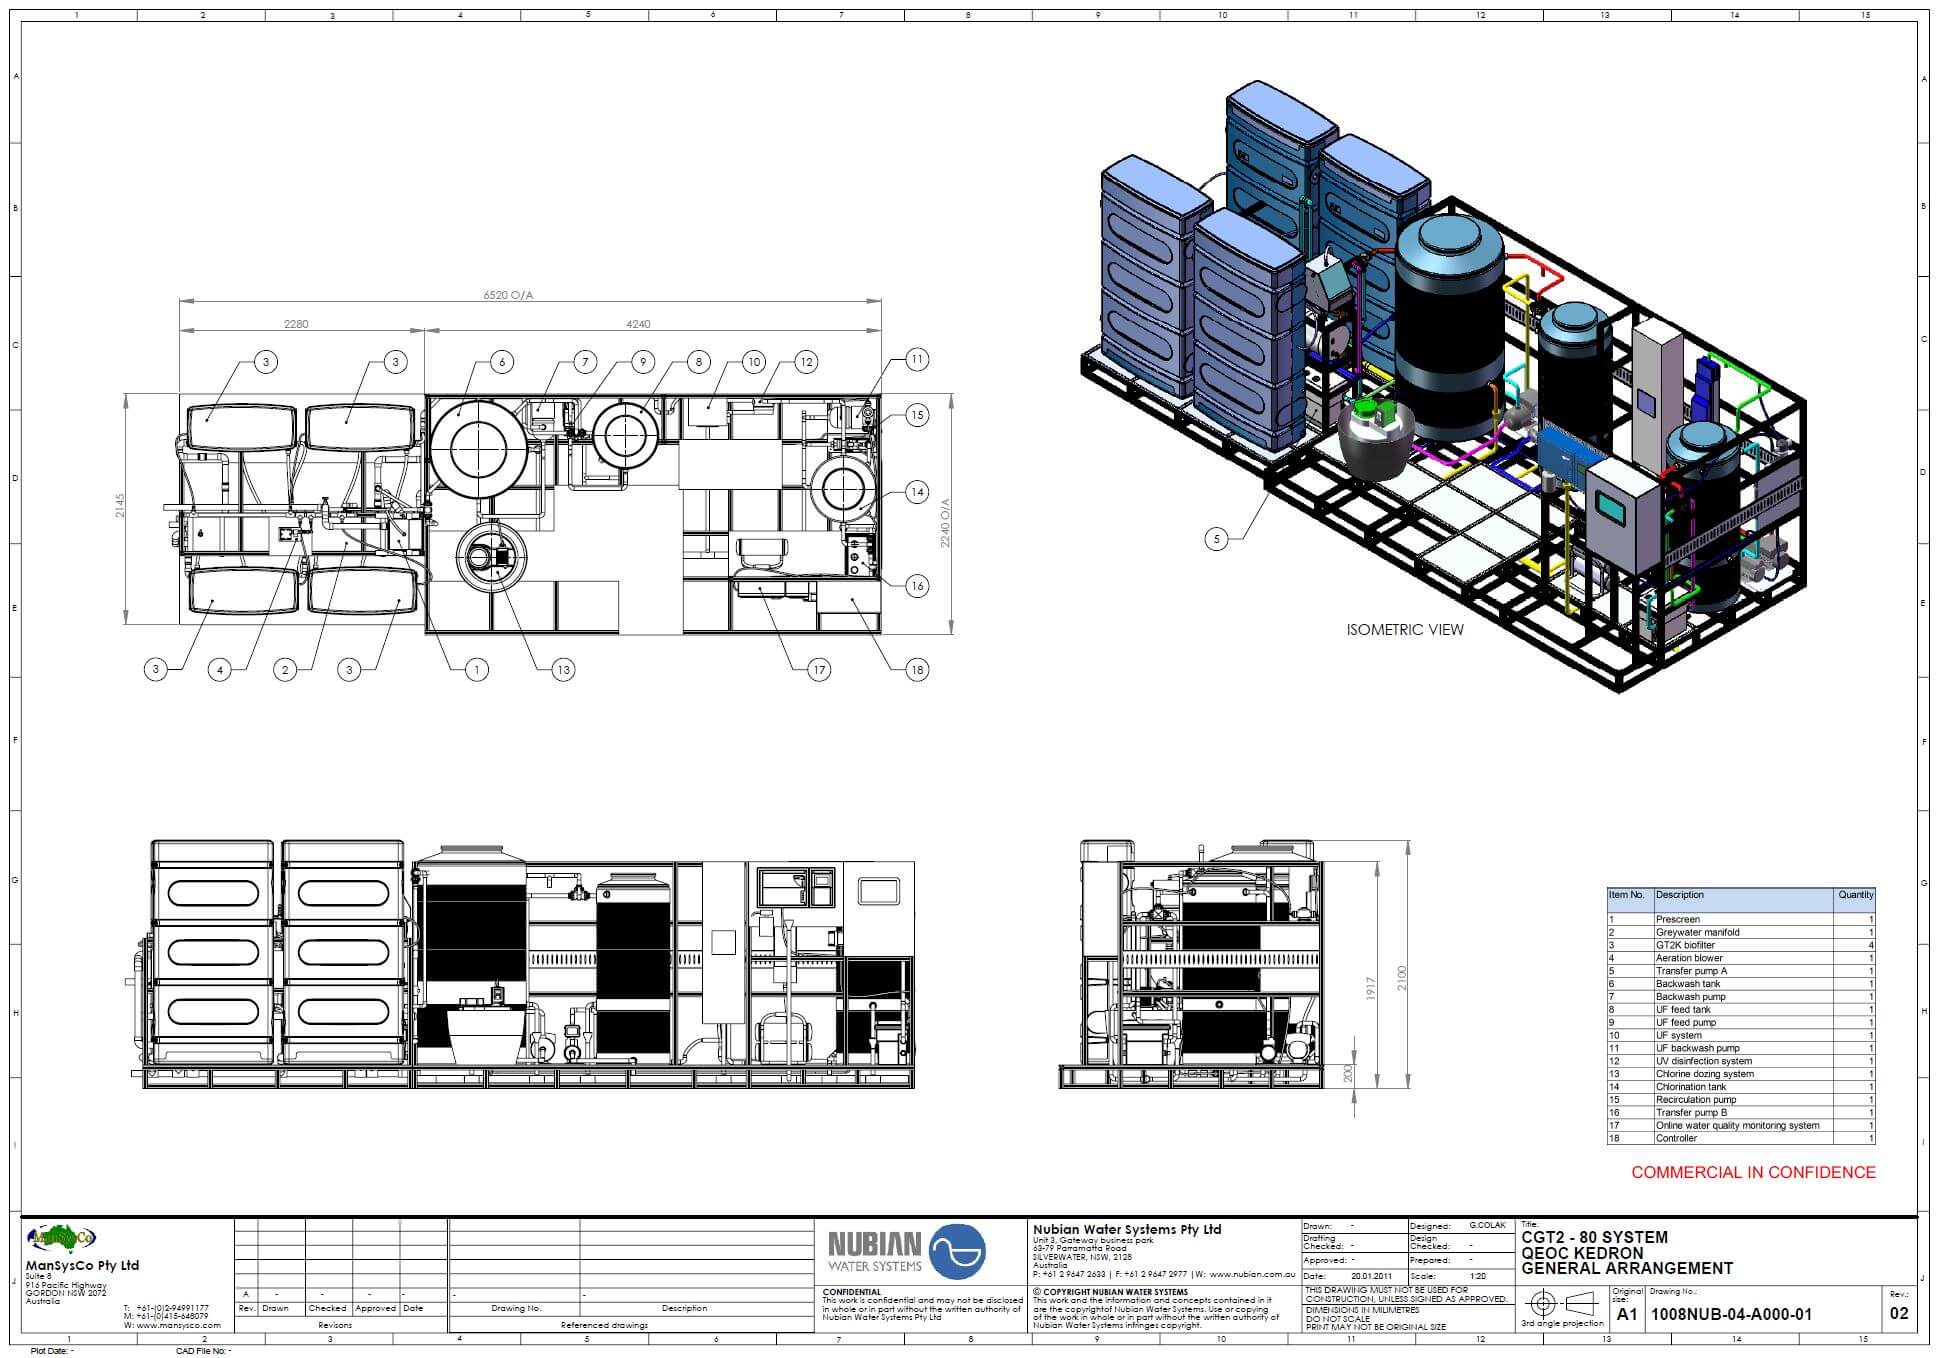 1 2 3 4 5 6 7 8 9 10 11 12 13 14 15
A A
B B
C C
D D
E E
F F
G G
H H
I I
J J
6520 O/A
2280 4240
3 3 6 7 9 8 10 12 11
15
14
16
2145
2240 O/A
3 4 2 3 1 13 17 18
5
ISOMETRIC VIEW
1917
2100
200
Item No. Description Quantity
1 Prescreen 1
2 Greywater manifold 1
3 GT2K biofilter 4
4 Aeration blower 1
5 Transfer pump A 1
6 Backwash tank 1
7 Backwash pump 1
8 UF feed tank 1
9 UF feed pump 1
10 UF system 1
11 UF backwash pump 1
12 UV disinfection system 1
13 Chlorine dozing system 1
14 Chlorination tank 1
15 Recirculation pump 1
16 Transfer pump B 1
17 Online water quality monitoring system 1
18 Controller 1
COMMERCIAL IN CONFIDENCE
ManSysCo
ManSysCo Pty Ltd
Suite 8
916 Pacific Highway
GORDON NSW 2072
Australia
T: +61-(0)2-94991177
M: +61-(0)415-648079
W: www.mansysco.com
A - - - -
Rev. Drawn Checked Approved Date
Revisons
- -
Drawing No. Description
Referenced drawings
NUBIAN
WATER SYSTEMS
CONFIDENTIAL
This work is confidential and may not be disclosed
in whole or in part without the written authority of
Nubian Water Systems Pty Ltd
Nubian Water Systems Pty Ltd
Unit 3, Gateway business park
63-79 Parramatta Road
SILVERWATER, NSW, 2128
Australia
P: +61 2 9647 2633 | F: +61 2 9647 2977 | W: www.nubian.com.au
© COPYRIGHT NUBIAN WATER SYSTEMS
This work and the information and concepts contained in it
are the copyrightof Nubian Water Systems. Use or copying
of the work in whole or in part without the written authority of
Nubian Water Systems infringes copyright.
Drawn: - Designed: G.COLAK
Drafting Checked: - Design Checked: -
Approved: - Prepared: -
Date: 20.01.2011 Scale: 1:20
THIS DRAWING MUST NOT BE USED FOR
CONSTRUCTION, UNLESS SIGNED AS APPROVED.
DIMENSIONS IN MILIMETRES
DO NOT SCALE
PRINT MAY NOT BE ORIGINAL SIZE
Title:
CGT2 - 80 SYSTEM
QEOC KEDRON
GENERAL ARRANGEMENT
3rd angle projection
Original size:
A1
Drawing No.:
1008NUB-04-A000-01
Rev.:
02
1 2 3 4 5 6 7 8 9 10 11 12 13 14 15
Plot Date: - CAD File No: -